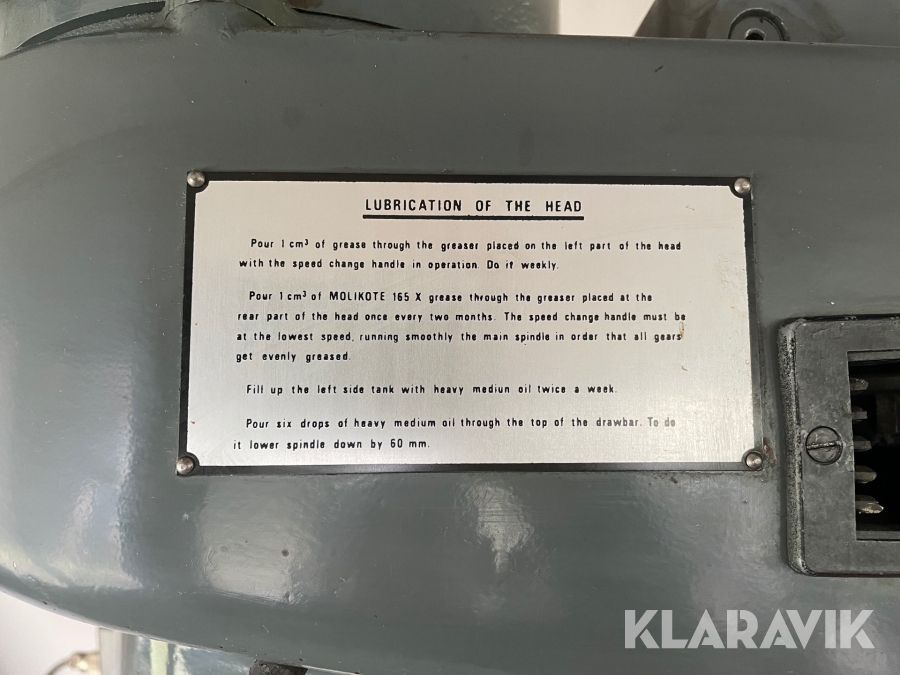 LUBRICATION OF THE HEAD
Pour 1 cm³ of grease through the greaser placed on the left part of the head
with the speed change handle in operation. Do it weekly.
Pour 1 cm³ of MOLIKOTE 165 X grease through the greaser placed at the
rear part of the head once every two months. The speed change handle must be
at the lowest speed, running smoothly the main spindle in order that all gears
get evenly greased.
Fill up the left side tank with heavy mediun oil twice a week.
Pour six drops of heavy medium oil through the top of the drawbar. To do
it lower spindle down by 60 mm.
KLARAVIK